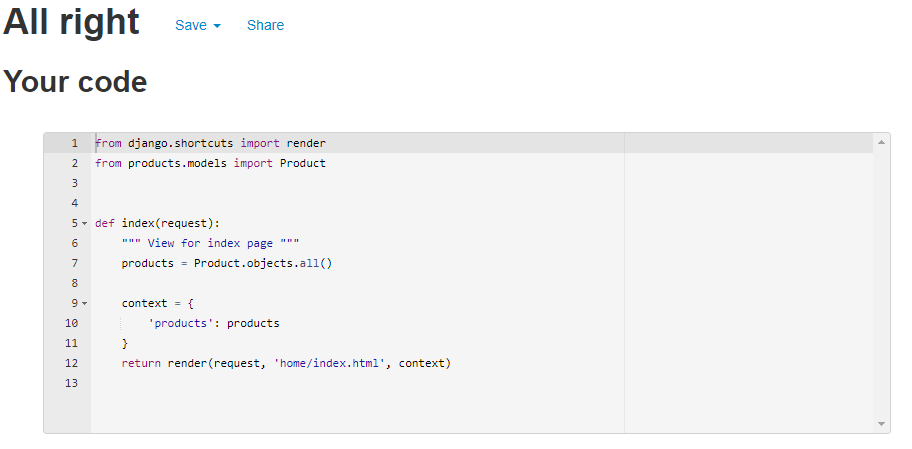 All right Save Share
Your code
1 from django.shortcuts import render
2 from products.models import Product
3
4
5 def index(request):
6     """ View for index page """
7     products = Product.objects.all()
8
9     context = {
10         'products': products
11     }
12     return render(request, 'home/index.html', context)
13